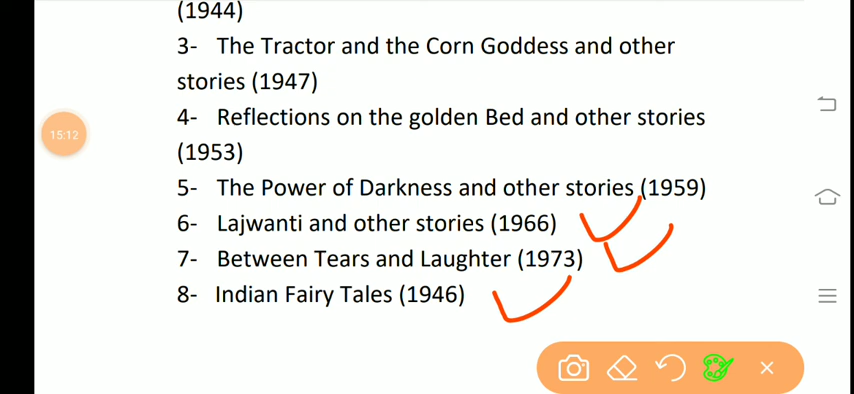 (1944)
3- The Tractor and the Corn Goddess and other
stories (1947)
15:12
4- Reflections on the golden Bed and other stories
(1953)
5- The Power of Darkness and other stories (1959)
6- Lajwanti and other stories (1966)
7- Between Tears and Laughter (1973)
8- Indian Fairy Tales (1946)